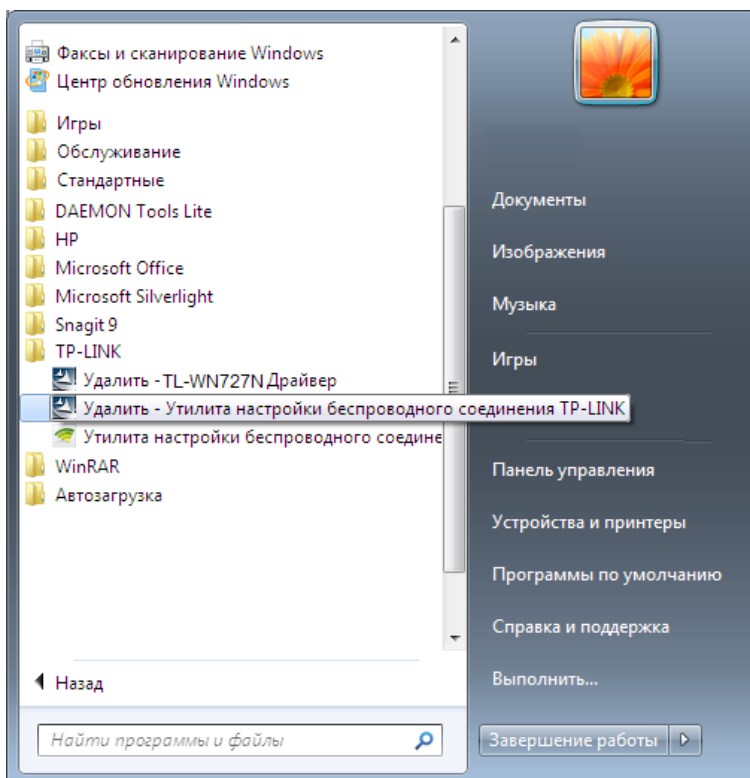 Факсы и сканирование Windows
Центр обновления Windows
Игры
Обслуживание
Стандартные
DAEMON Tools Lite
HP
Microsoft Office
Microsoft Silverlight
Snagit 9
TP-LINK
Удалить - TL-WN727N Драйвер
Удалить - Утилита настройки беспроводного соединения TP-LINK
Утилита настройки беспроводного соедине
WinRAR
Автозагрузка
Назад
Найти программы и файлы
Документы
Изображения
Музыка
Игры
Панель управления
Устройства и принтеры
Программы по умолчанию
Справка и поддержка
Выполнить...
Завершение работы